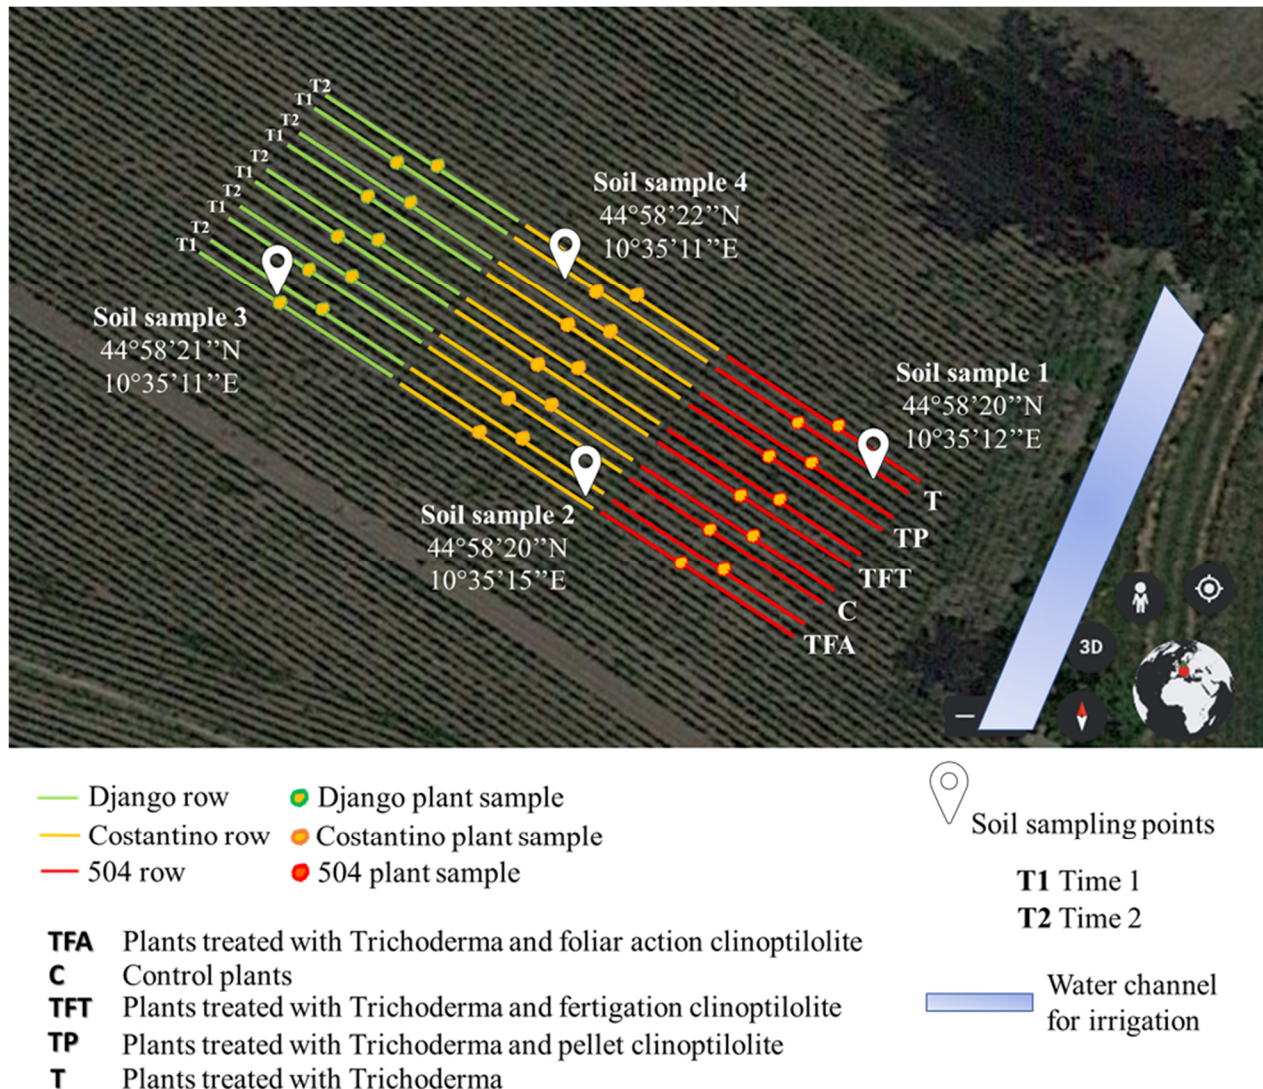 T2
T1
T2
T1
T2
T1
T2
T1
T2
T1
Soil sample 4
44°58’22’’N
10°35’11’’E
Soil sample 3
44°58’21’’N
10°35’11’’E
Soil sample 1
44°58’20’’N
10°35’12’’E
Soil sample 2
44°58’20’’N
10°35’15’’E
T
TP
TFT
C
TFA
3D
Django row
Django plant sample
Costantino row
Costantino plant sample
504 row
504 plant sample
Soil sampling points
T1 Time 1
T2 Time 2
TFA Plants treated with Trichoderma and foliar action clinoptilolite
C Control plants
TFT Plants treated with Trichoderma and fertigation clinoptilolite
TP Plants treated with Trichoderma and pellet clinoptilolite
T Plants treated with Trichoderma
Water channel
for irrigation